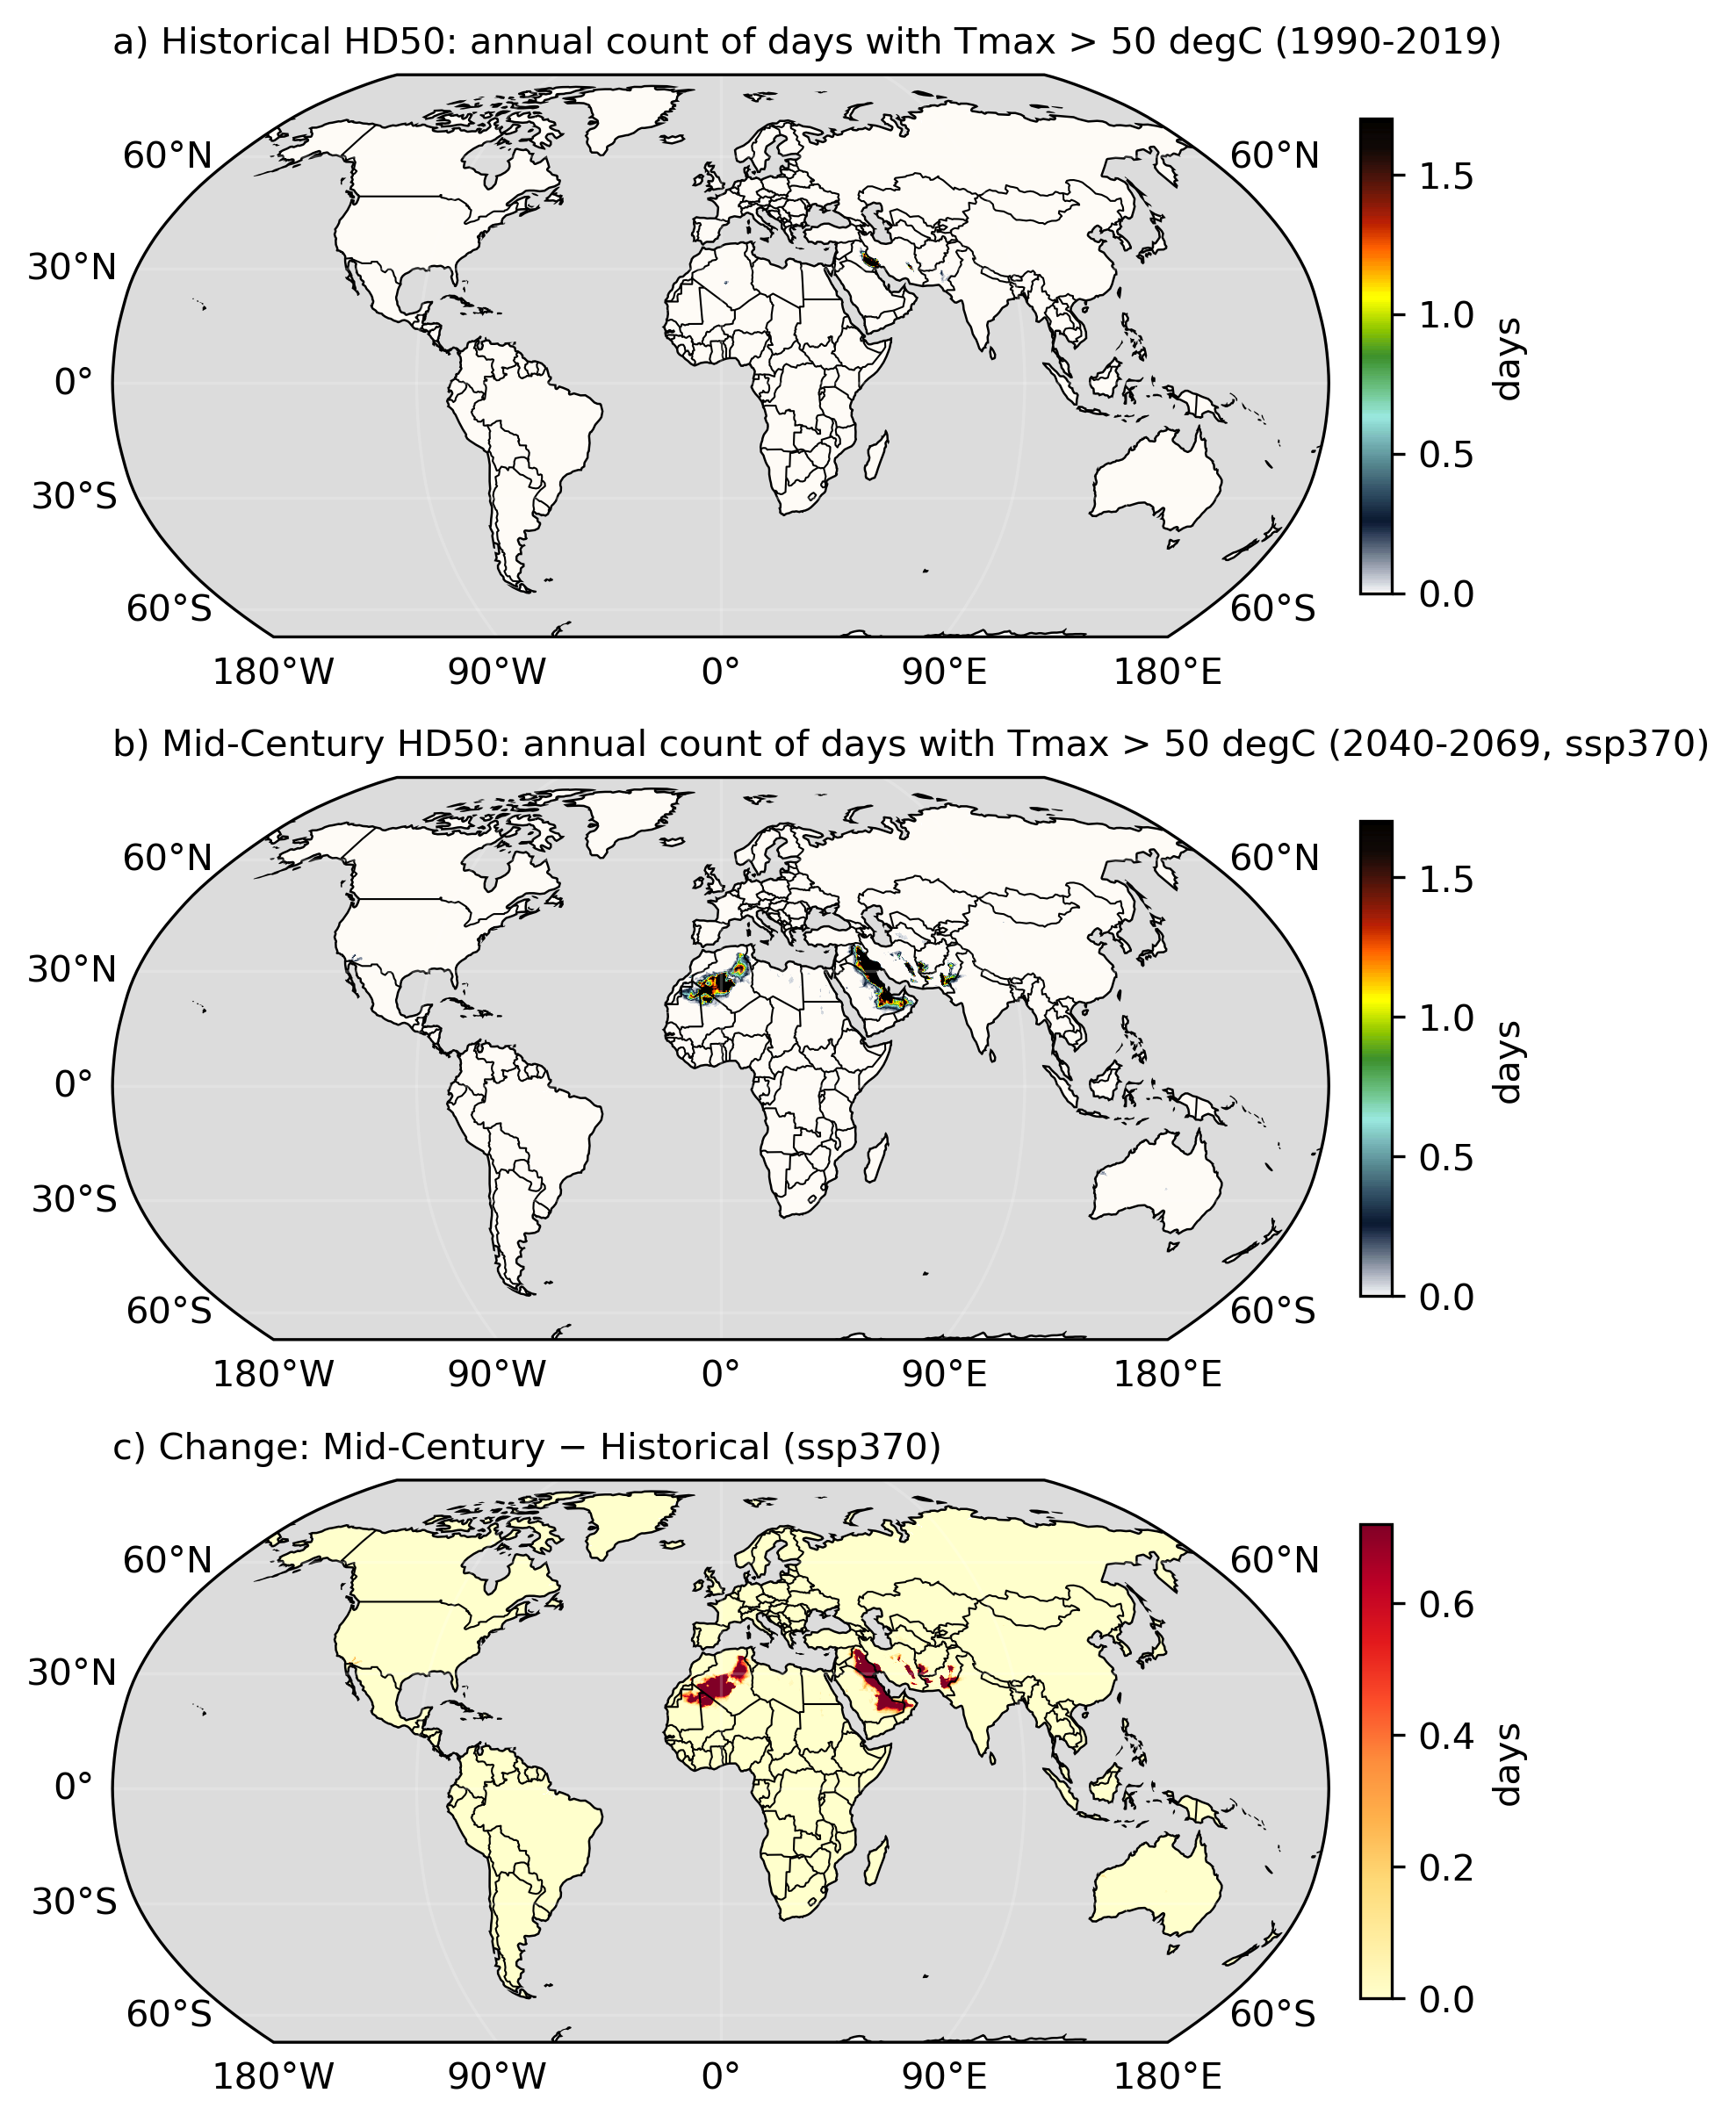 a) Historical HD50: annual count of days with Tmax > 50 degC (1990-2019)
60°N 60°N
30°N
0°
30°S
60°S 60°S
180°W 90°W 0° 90°E 180°E
1.5
1.0
0.5
0.0
days
b) Mid-Century HD50: annual count of days with Tmax > 50 degC (2040-2069, ssp370)
60°N 60°N
30°N
0°
30°S
60°S 60°S
180°W 90°W 0° 90°E 180°E
1.5
1.0
0.5
0.0
days
c) Change: Mid-Century − Historical (ssp370)
60°N 60°N
30°N
0°
30°S
60°S 60°S
180°W 90°W 0° 90°E 180°E
0.6
0.4
0.2
0.0
days